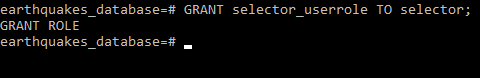 earthquakes_database=# GRANT selector_userrole TO selector;
GRANT ROLE
earthquakes_database=#